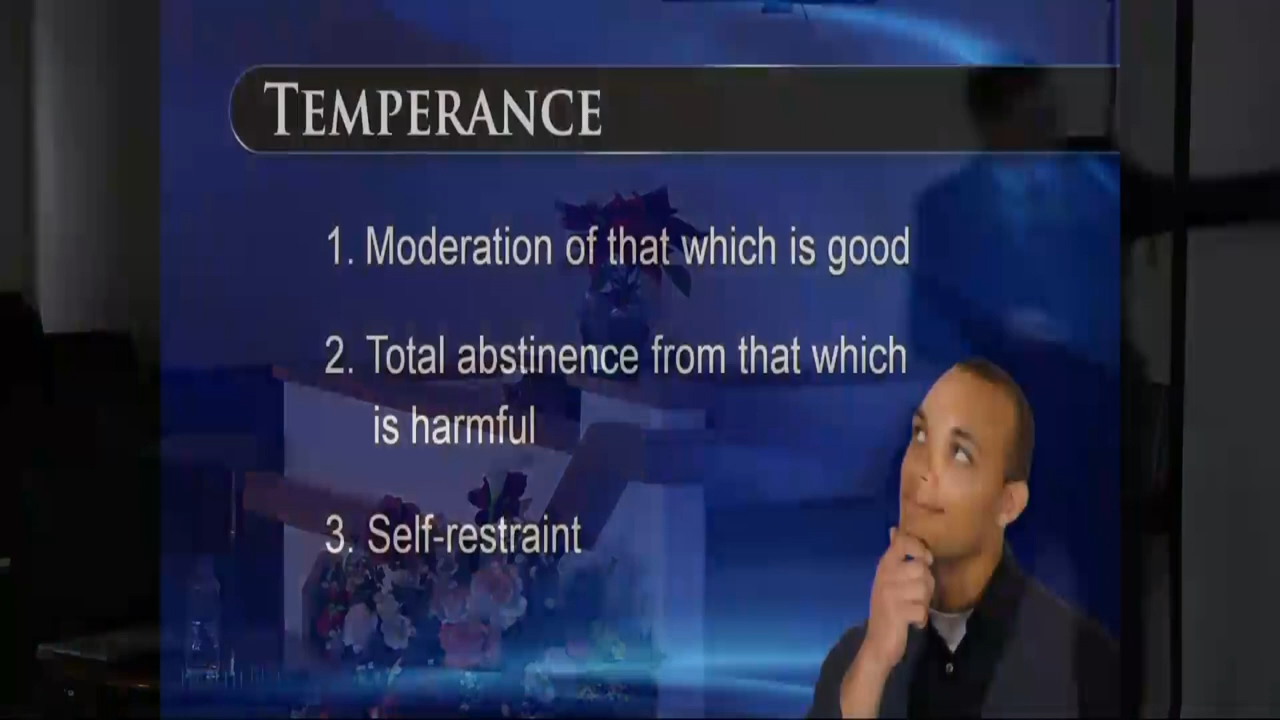 TEMPERANCE
1. Moderation of that which is good
2. Total abstinence from that which
is harmful
3. Self-restraint